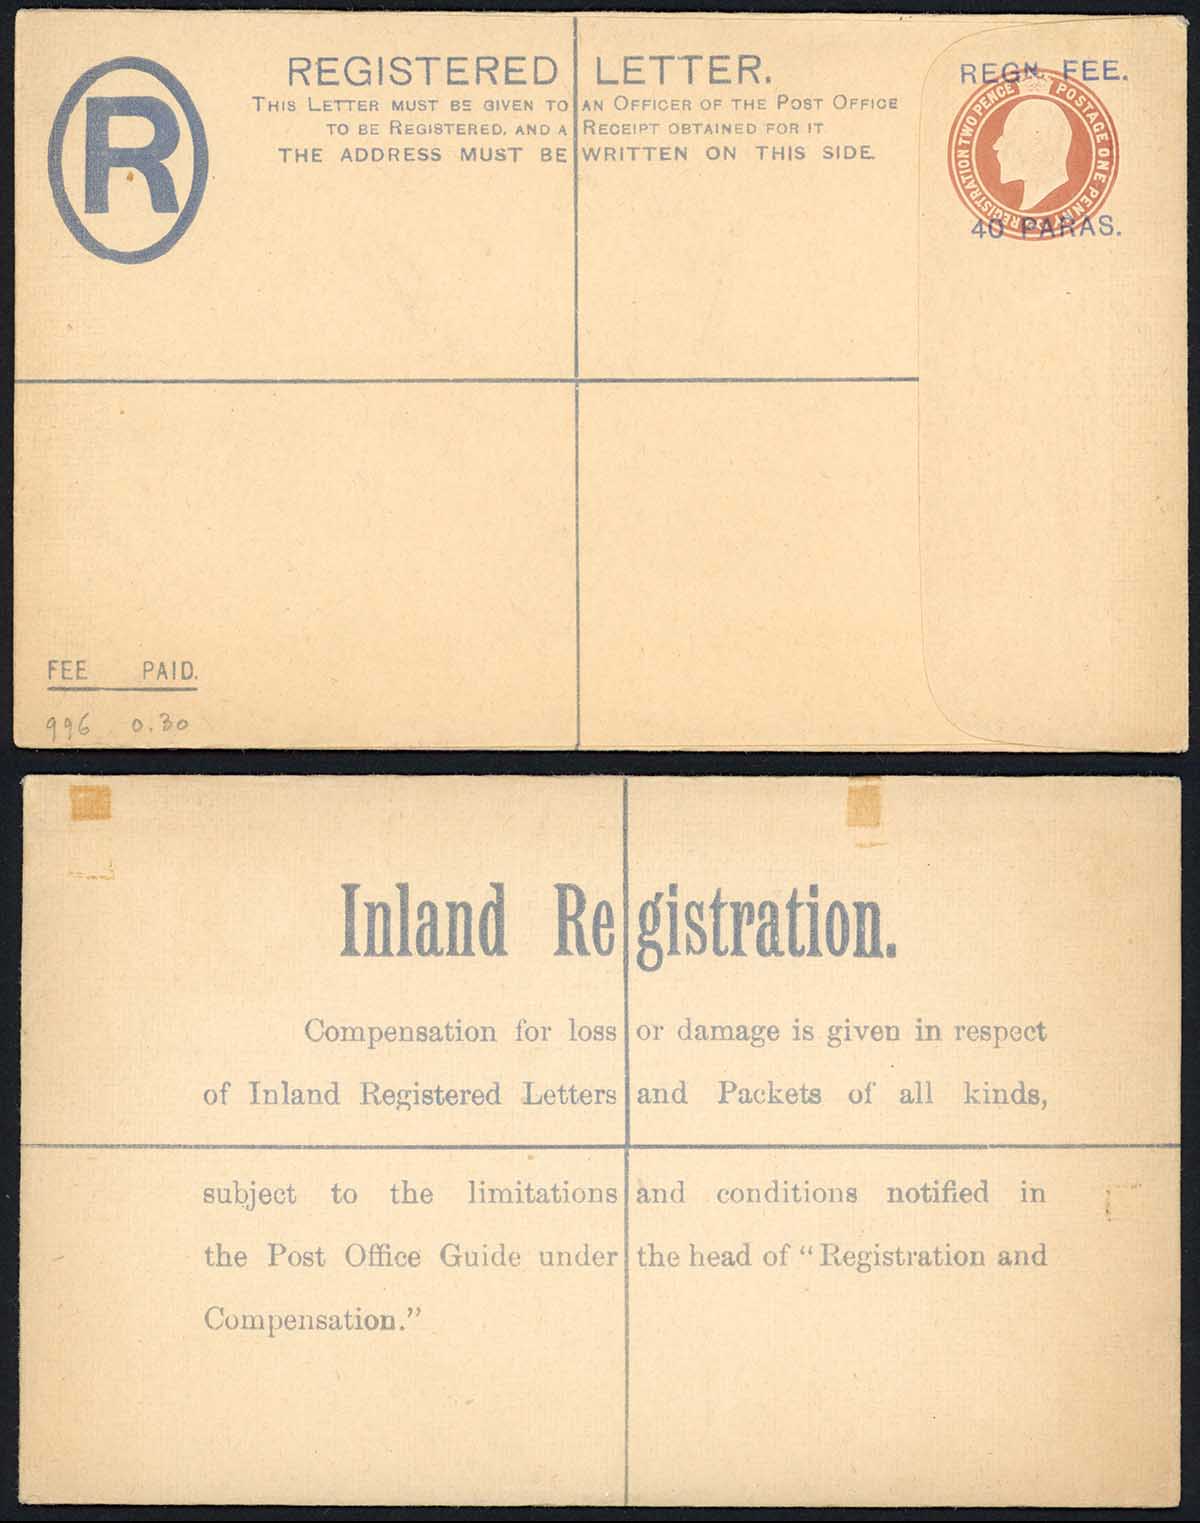 R
REGISTERED LETTER.
THIS LETTER MUST BE GIVEN TO AN OFFICER OF THE POST OFFICE
TO BE REGISTERED, AND A RECEIPT OBTAINED FOR IT
THE ADDRESS MUST BE WRITTEN ON THIS SIDE.
REGN. FEE.
REGISTRATION TWO PENCE POSTAGE ONE PENNY
40 PARAS.
FEE PAID.
996 0.30
Inland Registration.
Compensation for loss or damage is given in respect
of Inland Registered Letters and Packets of all kinds,
subject to the limitations and conditions notified in
the Post Office Guide under the head of “Registration and
Compensation.”